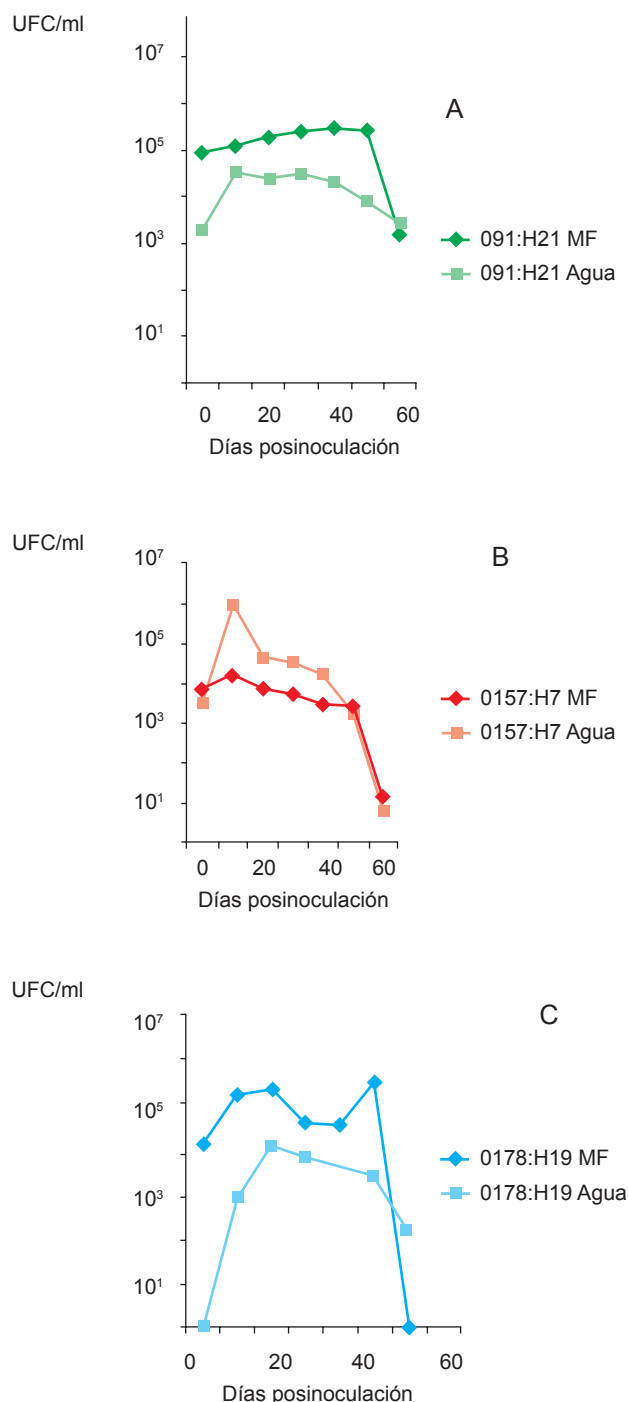 UFC/ml
10⁷
A
10⁵
10³
091:H21 MF
091:H21 Agua
10¹
0 20 40 60
Días posinoculación
UFC/ml
10⁷
B
10⁵
10³
0157:H7 MF
0157:H7 Agua
10¹
0 20 40 60
Días posinoculación
UFC/ml
10⁷
C
10⁵
0178:H19 MF
10³
0178:H19 Agua
10¹
0 20 40 60
Días posinoculación